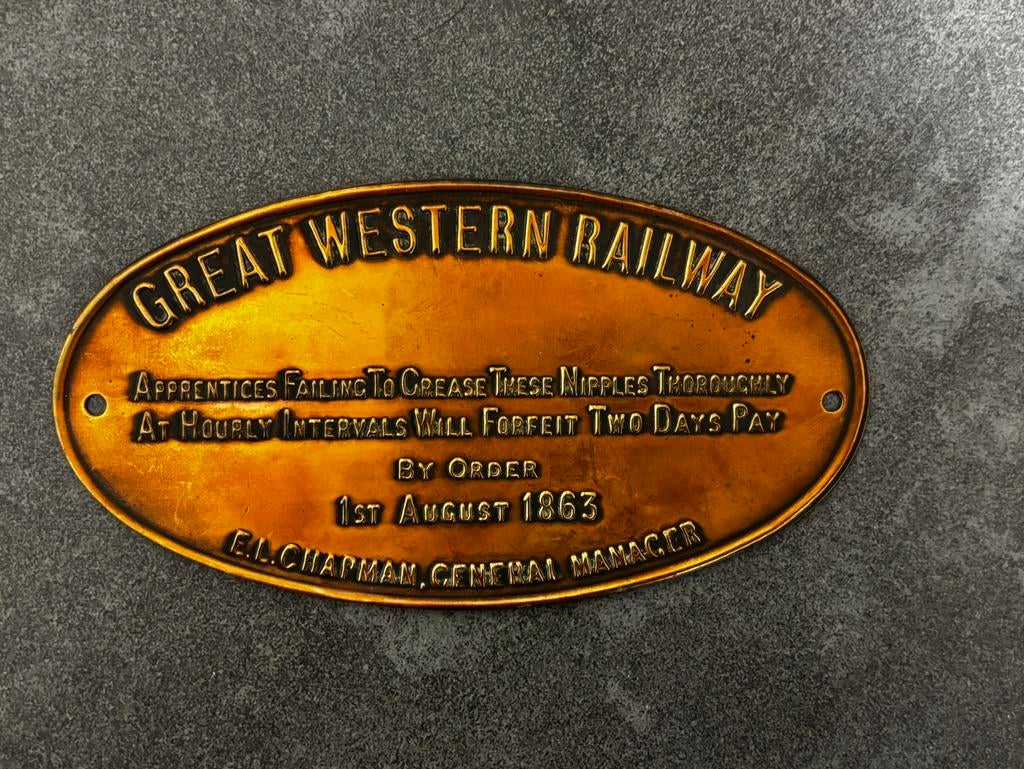 GREAT WESTERN RAILWAY
APPRENTICES FAILING TO GREASE THESE NIPPLES THOROUGHLY
AT HOURLY INTERVALS WILL FORFEIT TWO DAYS PAY
BY ORDER
1ST AUGUST 1863
E.L.CHAPMAN, GENERAL MANAGER